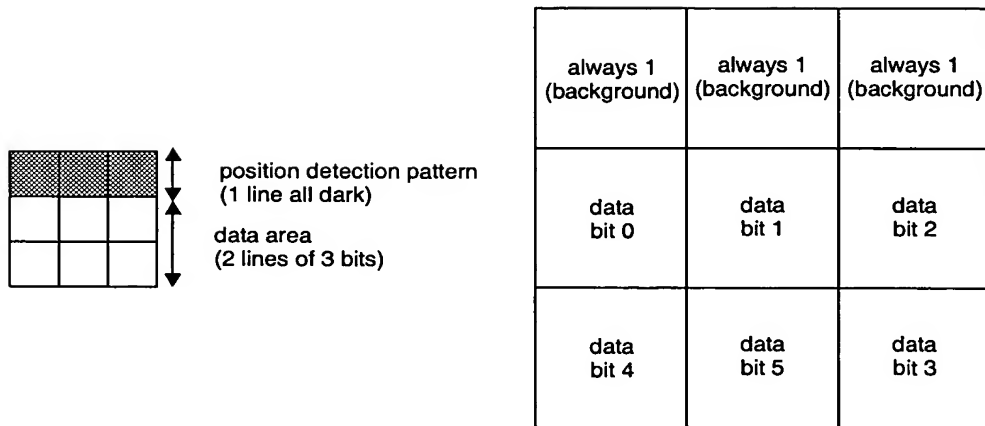 position detection pattern
(1 line all dark)
data area
(2 lines of 3 bits)
always 1
(background)
always 1
(background)
always 1
(background)
data
bit 0
data
bit 1
data
bit 2
data
bit 4
data
bit 5
data
bit 3